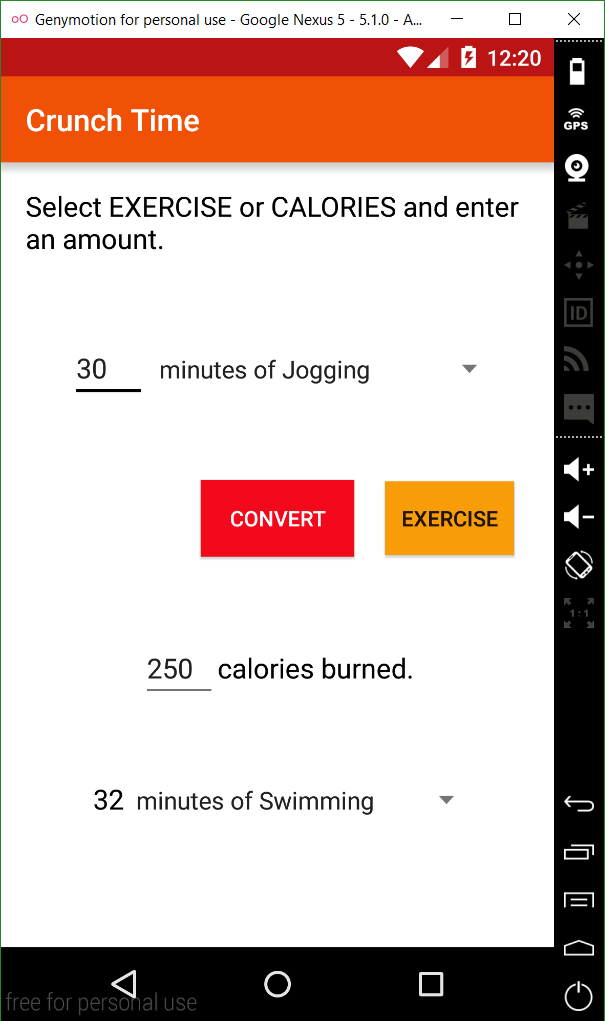 Genymotion for personal use - Google Nexus 5 - 5.1.0 - A...
12:20
Crunch Time
GPS
Select EXERCISE or CALORIES and enter
an amount.
ID
30 minutes of Jogging
CONVERT EXERCISE
1:1
250 calories burned.
32 minutes of Swimming
free for personal use